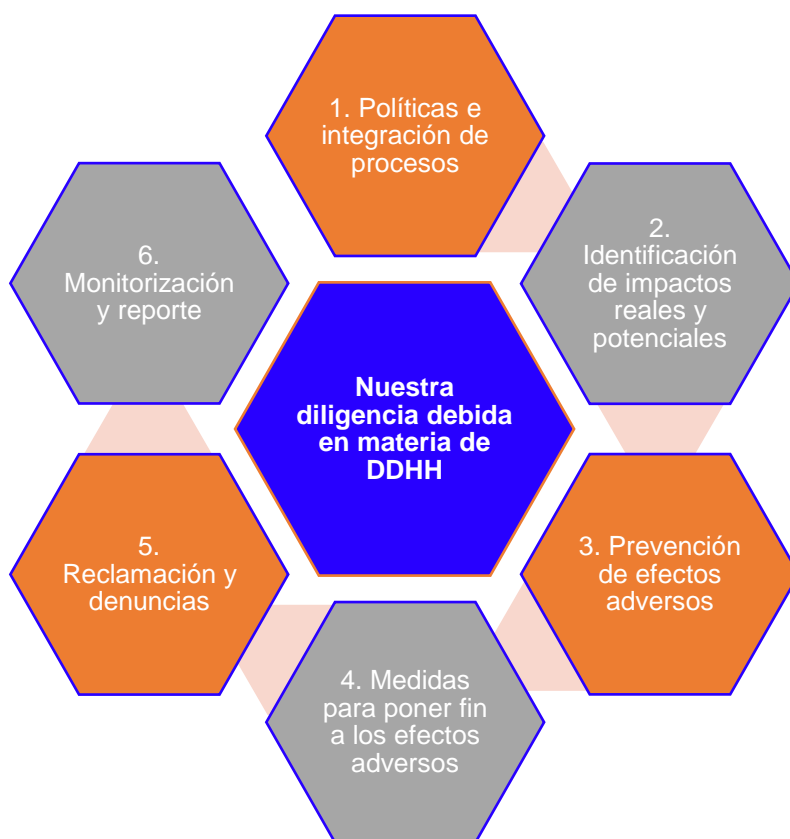 1. Políticas e
integración de
procesos
2.
Identificación
de impactos
reales y
potenciales
3. Prevención
de efectos
adversos
4. Medidas
para poner fin
a los efectos
adversos
5.
Reclamación y
denuncias
6.
Monitorización
y reporte
Nuestra
diligencia debida
en materia de
DDHH